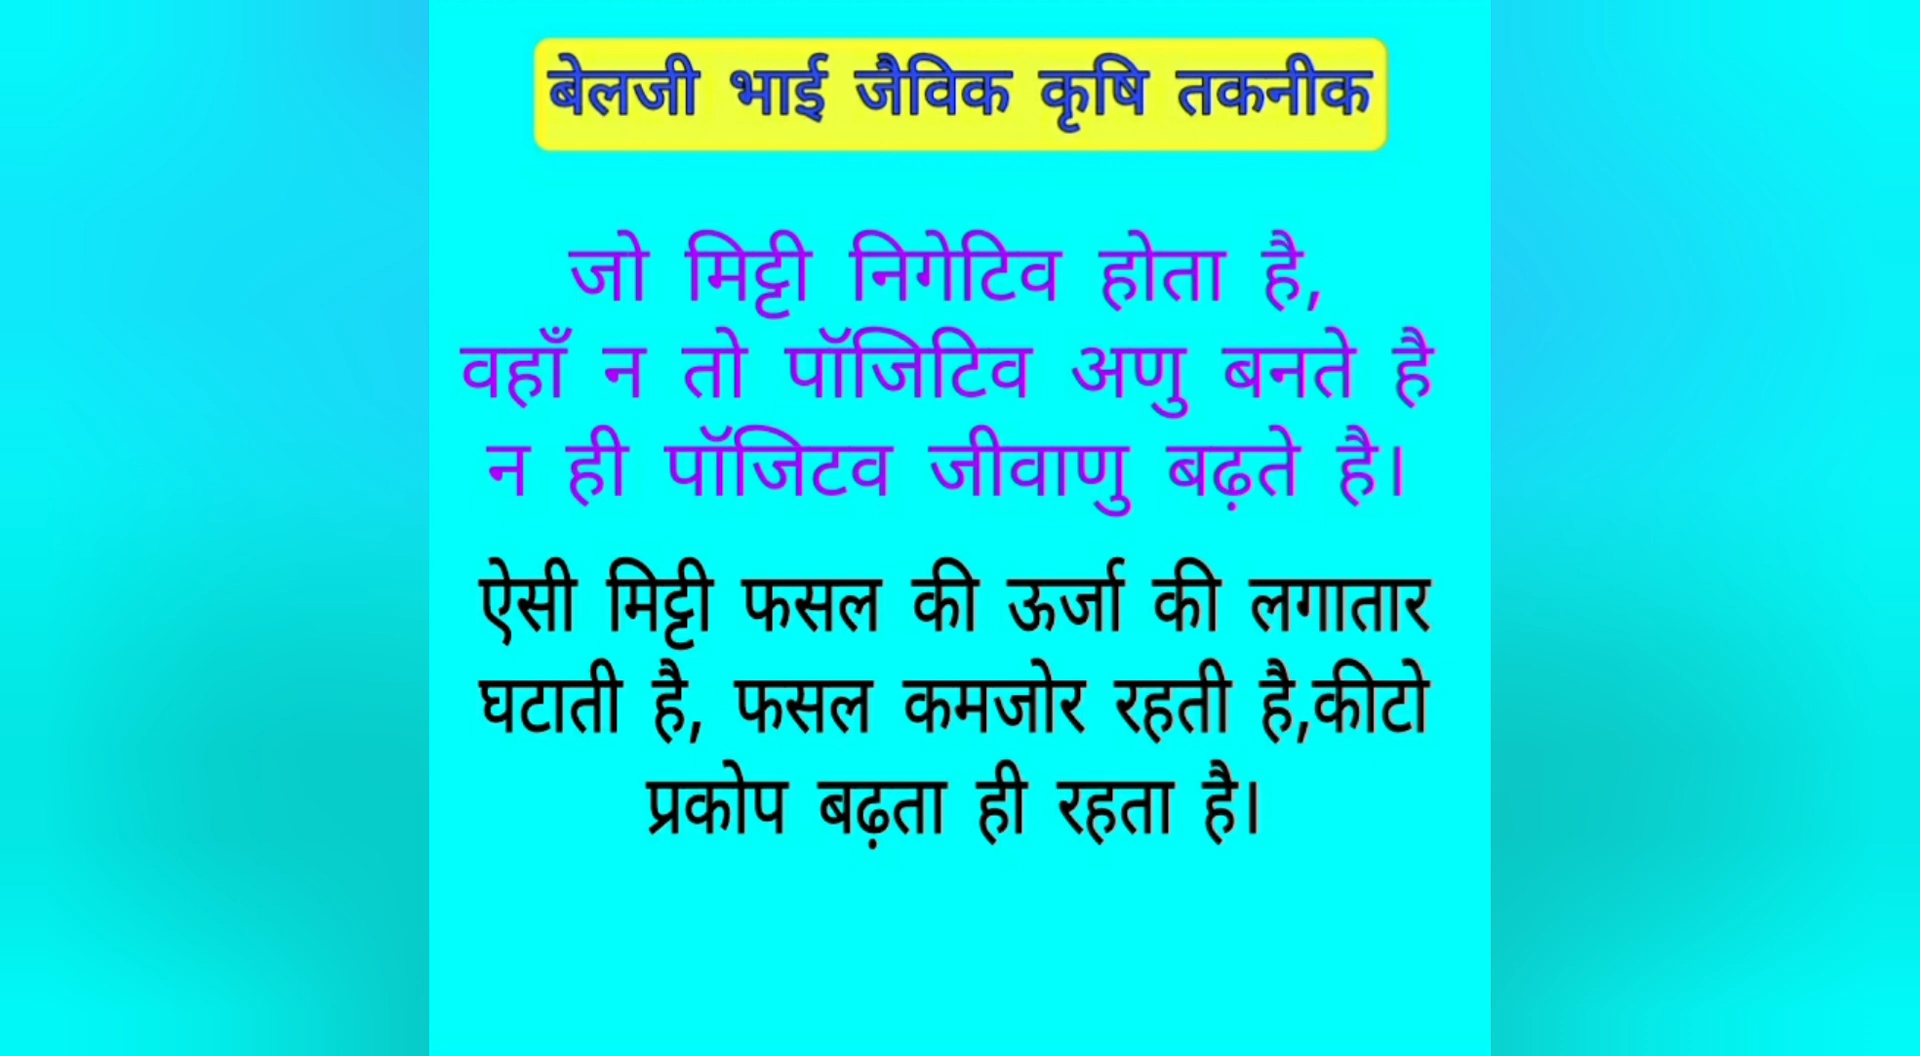 बेलजी भाई जैविक कृषि तकनीक
जो मिट्टी निगेटिव होता है,
वहाँ न तो पॉजिटिव अणु बनते है
न ही पॉजिटव जीवाणु बढ़ते है।
ऐसी मिट्टी फसल की ऊर्जा की लगातार
घटाती है, फसल कमजोर रहती है,कीटो
प्रकोप बढ़ता ही रहता है।